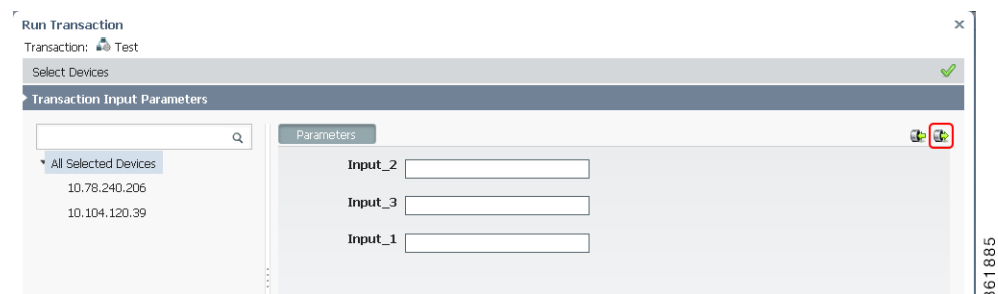 Run Transaction
Transaction: Test
Select Devices
Transaction Input Parameters
Parameters
All Selected Devices
10.78.240.206
10.104.120.39
Input_2
Input_3
Input_1
361885